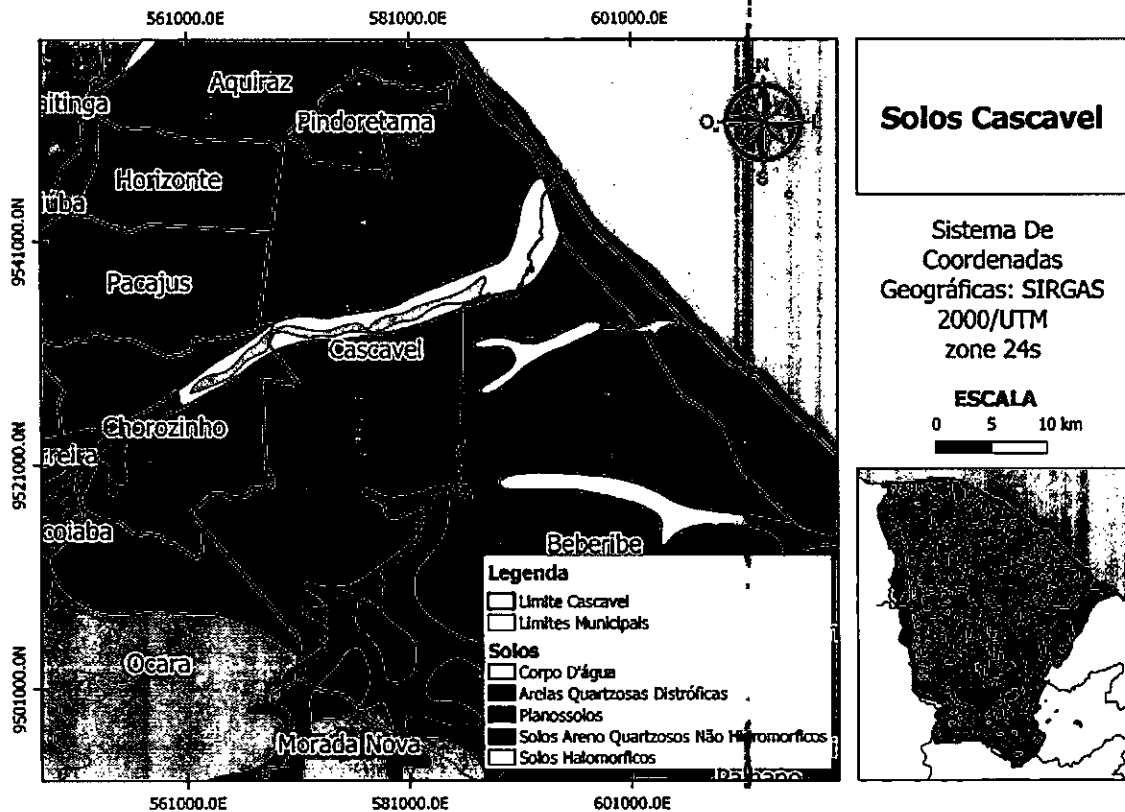 561000.0E
581000.0E
601000.0E
Solos Cascavel
Sistema De
Coordenadas
Geográficas: SIRGAS
2000/UTM
zone 24s
ESCALA
0 5 10 km
N
O
9541000.0N
9521000.0N
9501000.0N
Aquiraz
Pindoretama
Horizonte
Pacajus
Cascavel
Chorozinho
Beberibe
Ocara
Morada Nova
Legenda
Limite Cascavel
Limites Municipais
Solos
Corpo D'água
Areias Quartzosas Distróficas
Planossolos
Solos Areno Quartzosos Não Hidromorficos
Solos Halomorficos
561000.0E
581000.0E
601000.0E